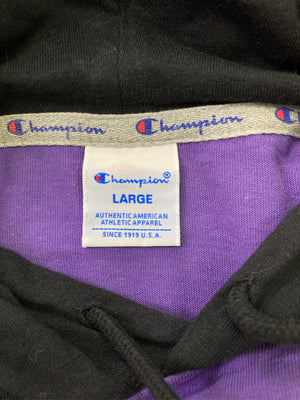 Champion Champion Champion
Champion®
LARGE
AUTHENTIC AMERICAN
ATHLETIC APPAREL
SINCE 1919 U.S.A.